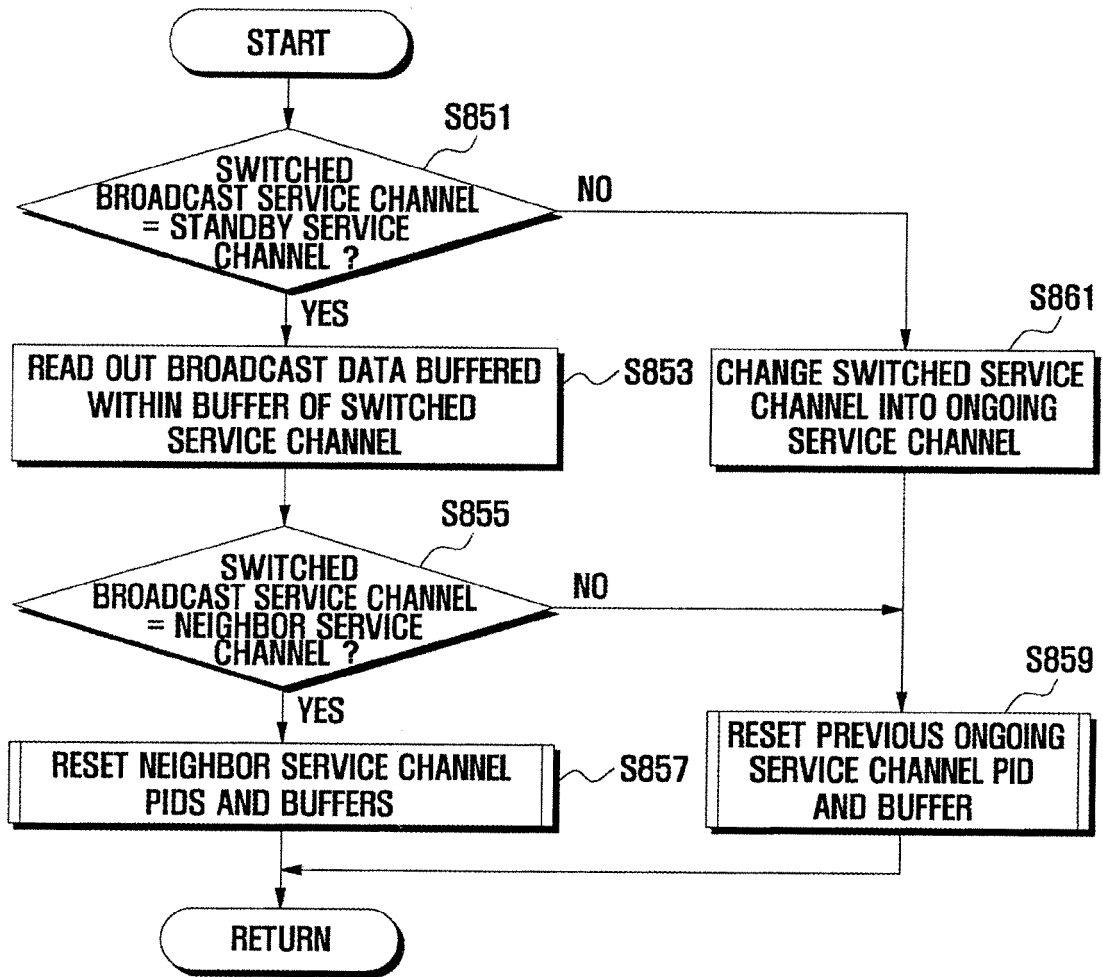 START
S851
SWITCHED
BROADCAST SERVICE CHANNEL
= STANDBY SERVICE
CHANNEL ?
NO
YES
S861
READ OUT BROADCAST DATA BUFFERED
WITHIN BUFFER OF SWITCHED
SERVICE CHANNEL
S853
CHANGE SWITCHED SERVICE
CHANNEL INTO ONGOING
SERVICE CHANNEL
S855
SWITCHED
BROADCAST SERVICE CHANNEL
= NEIGHBOR SERVICE
CHANNEL ?
NO
YES
S859
RESET NEIGHBOR SERVICE CHANNEL
PIDS AND BUFFERS
S857
RESET PREVIOUS ONGOING
SERVICE CHANNEL PID
AND BUFFER
RETURN